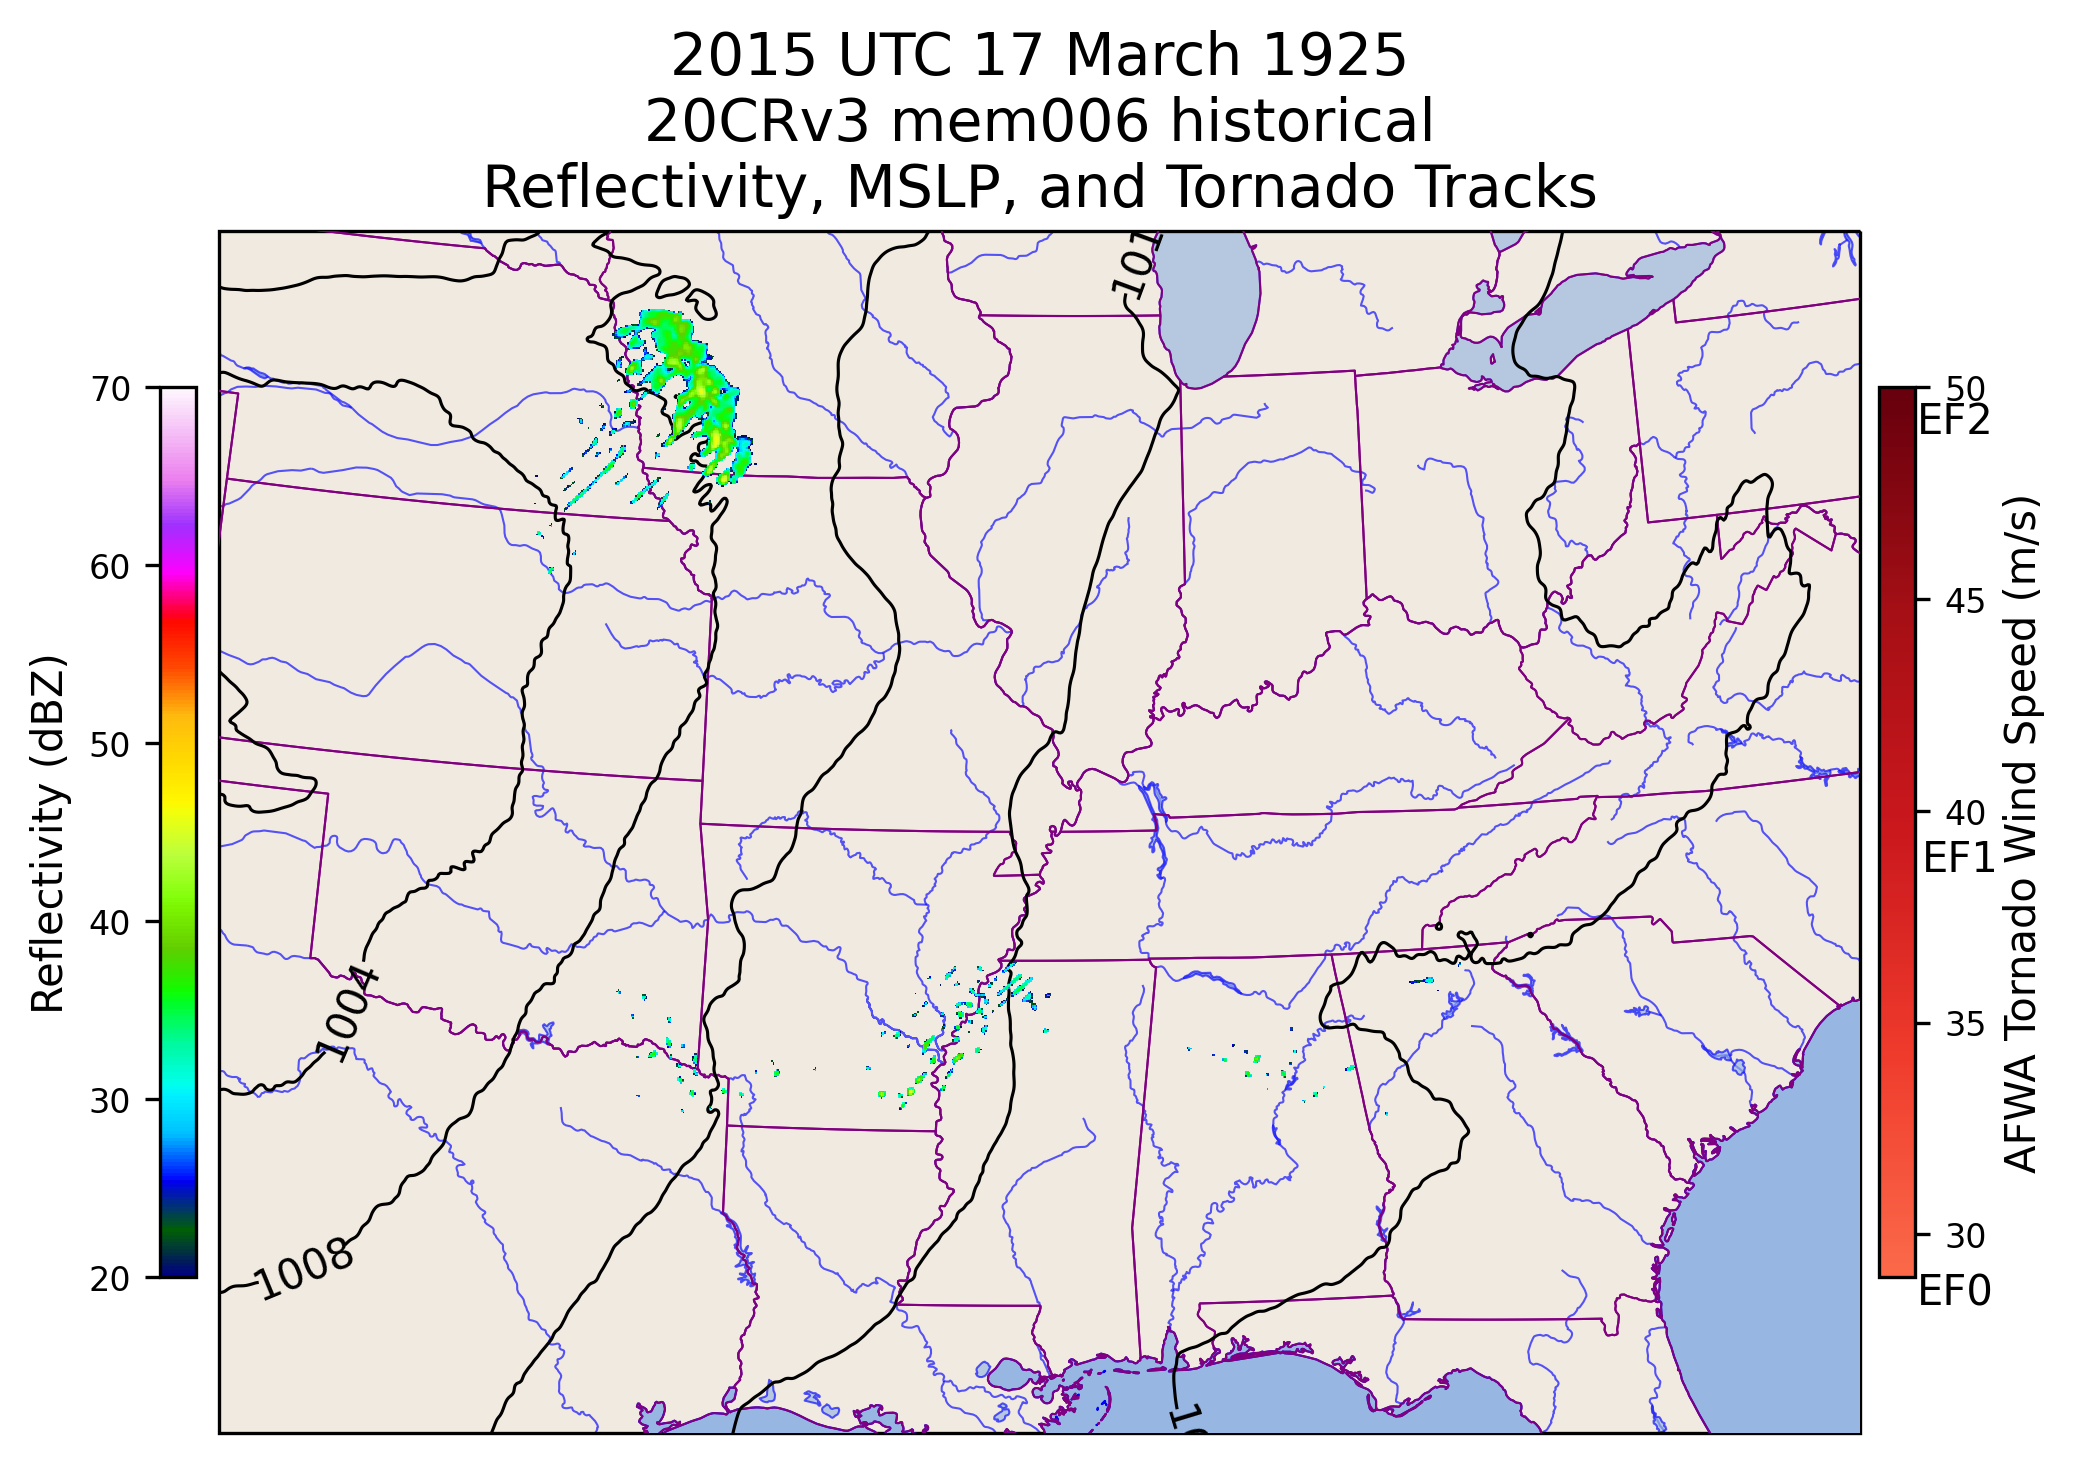 2015 UTC 17 March 1925
20CRv3 mem006 historical
Reflectivity, MSLP, and Tornado Tracks
101
1004
1008
70
60
50
40
30
20
Reflectivity (dBZ)
50
EF2
45
40
EF1
35
30
EF0
AFWA Tornado Wind Speed (m/s)